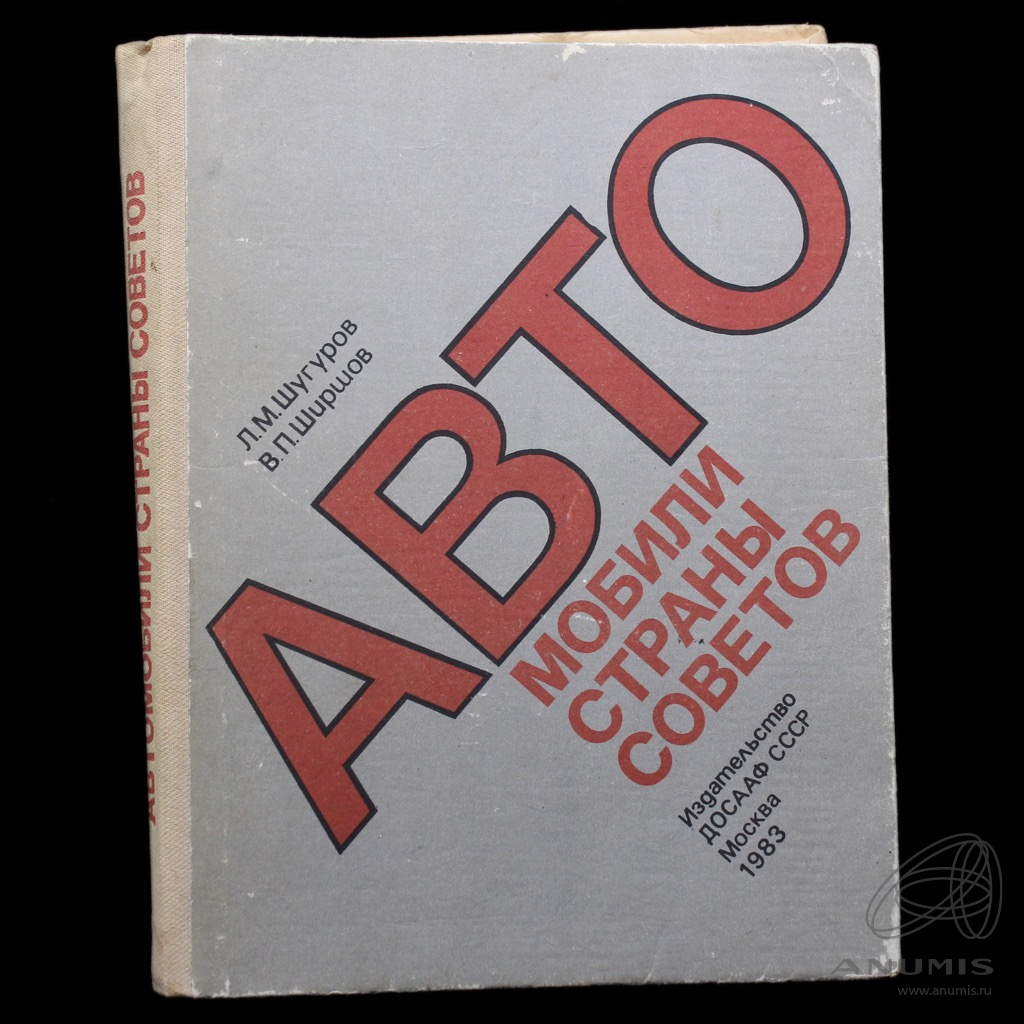 АВТОМОБИЛИ СТРАНЫ СОВЕТОВ
Л.М.Шугуров
В.П.Ширшов
АВТО
МОБИЛИ
СТРАНЫ
СОВЕТОВ
Издательство
ДОСААФ СССР
Москва
1983
ANUMIS
www.anumis.ru